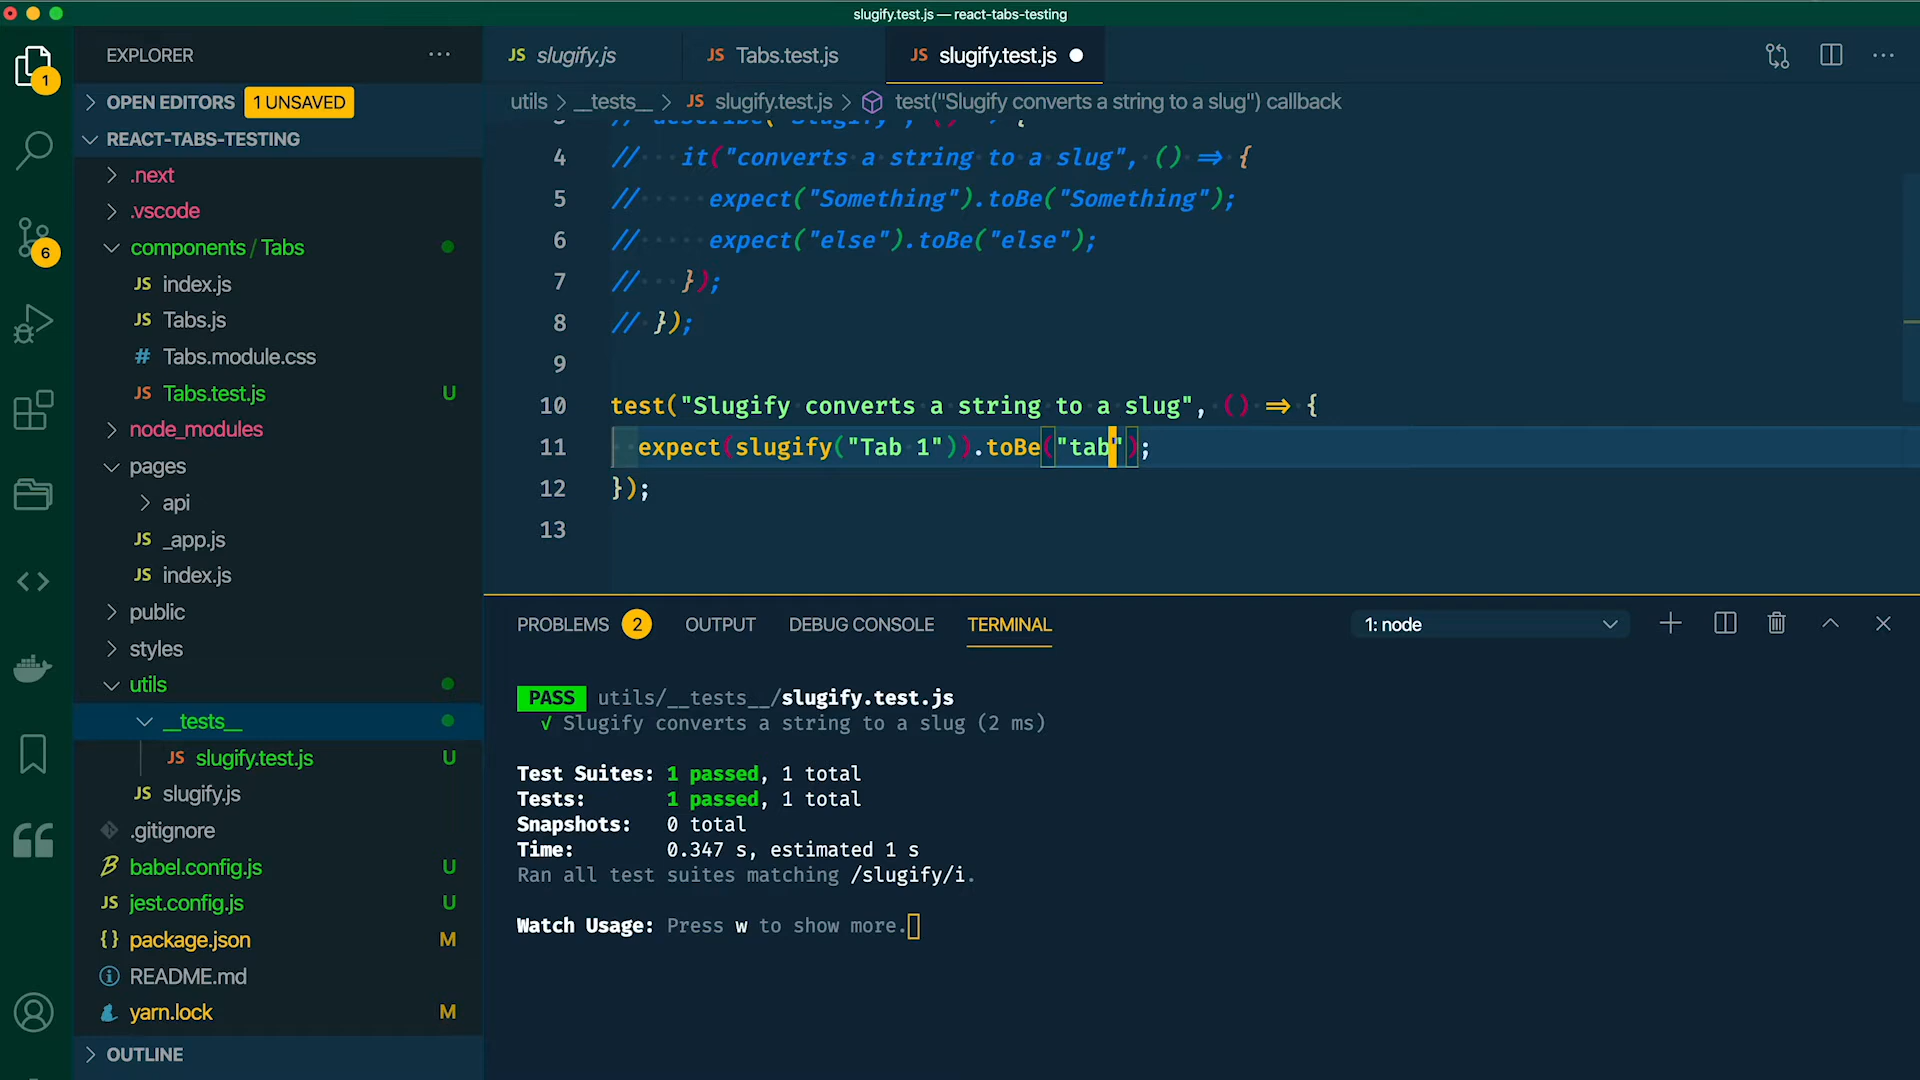 slugify.test.js — react-tabs-testing
EXPLORER
OPEN EDITORS 1 UNSAVED
REACT-TABS-TESTING
.next
.vscode
components / Tabs
JS index.js
JS Tabs.js
# Tabs.module.css
JS Tabs.test.js U
node_modules
pages
api
JS _app.js
JS index.js
public
styles
utils
__tests__
JS slugify.test.js U
JS slugify.js
.gitignore
babel.config.js U
JS jest.config.js U
{} package.json M
README.md
yarn.lock M
OUTLINE
1
6
JS slugify.js
JS Tabs.test.js
JS slugify.test.js
utils > __tests__ > JS slugify.test.js > test("Slugify converts a string to a slug") callback
4 // it("converts a string to a slug", () => {
5 // expect("Something").toBe("Something");
6 // expect("else").toBe("else");
7 // });
8 // });
9
10 test("Slugify converts a string to a slug", () => {
11 expect(slugify("Tab 1")).toBe("tab");
12 });
13
PROBLEMS 2 OUTPUT DEBUG CONSOLE TERMINAL 1: node
PASS utils/__tests__/slugify.test.js
√ Slugify converts a string to a slug (2 ms)
Test Suites: 1 passed, 1 total
Tests: 1 passed, 1 total
Snapshots: 0 total
Time: 0.347 s, estimated 1 s
Ran all test suites matching /slugify/i.
Watch Usage: Press w to show more.